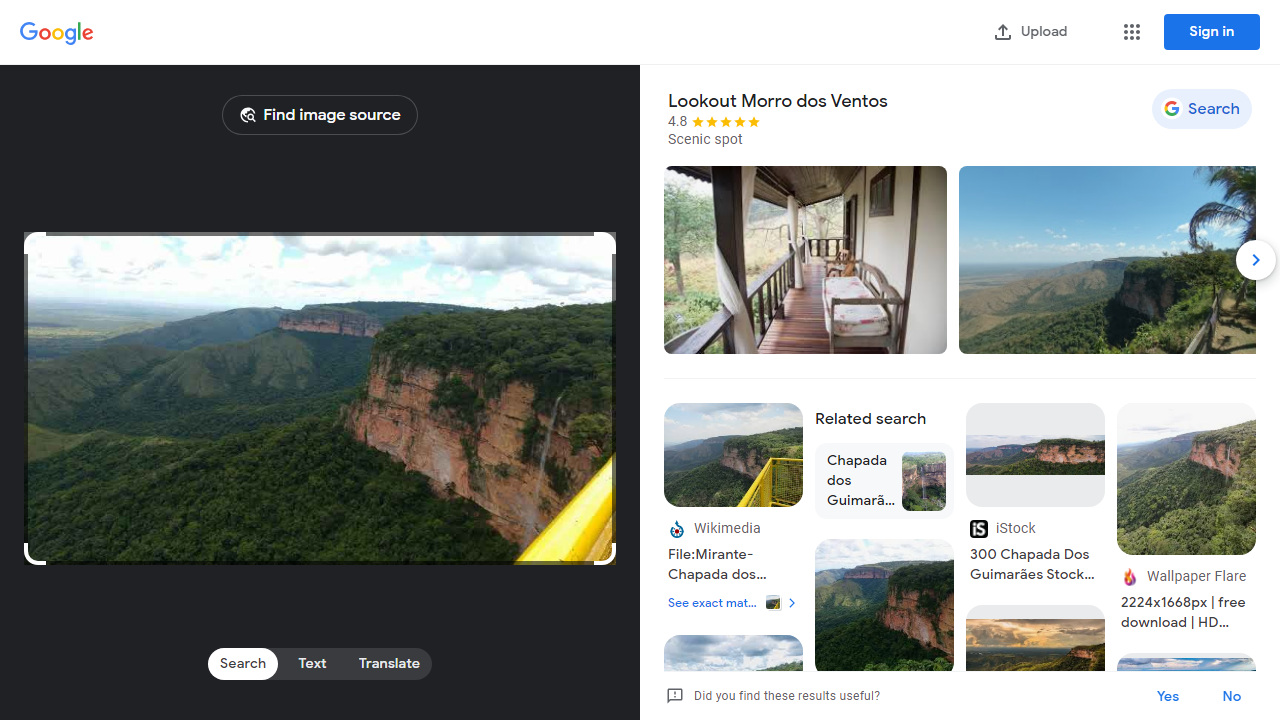 Google
Upload
Sign in
Find image source
Search
Text
Translate
Lookout Morro dos Ventos
4.8
Scenic spot
Search
Wikimedia
File:Mirante-
Chapada dos...
See exact mat...
Related search
Chapada
dos
Guimarã...
iS
iStock
300 Chapada Dos
Guimarães Stock...
Wallpaper Flare
2224x1668px | free
download | HD...
Did you find these results useful?
Yes
No